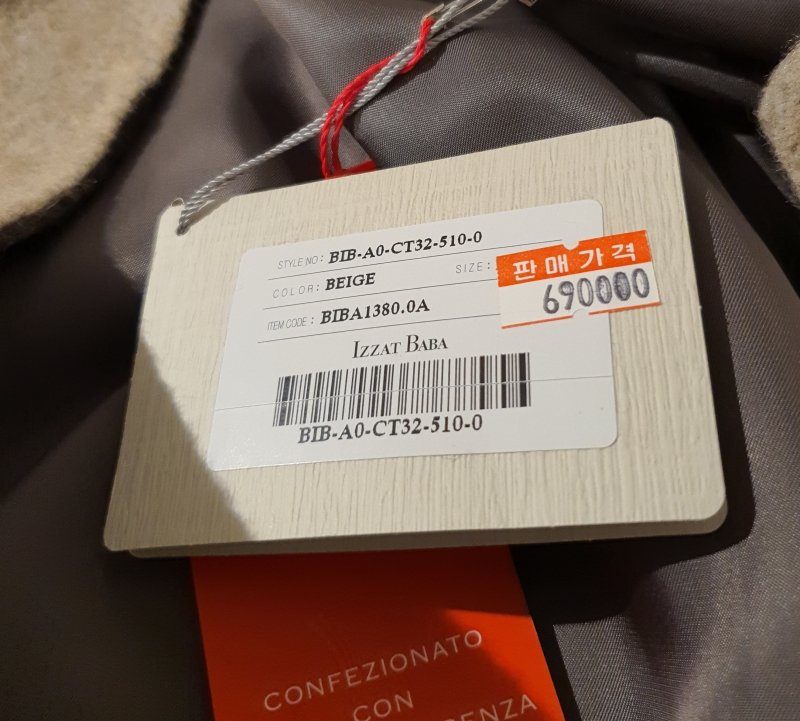 STYLE NO: BIB-A0-CT32-510-0
COLOR: BEIGE SIZE:
판매가격
690000
ITEM CODE: BIBA1380.0A
IZZAT BABA
BIB-A0-CT32-510-0
CONFEZIONATO
CON